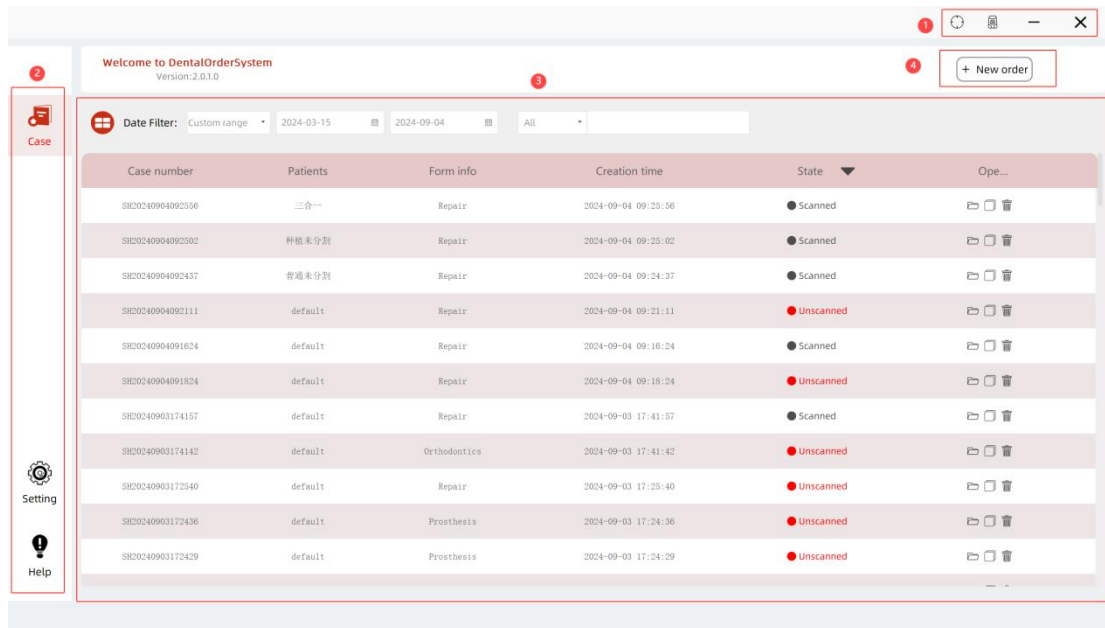 1
2
Welcome to DentalOrderSystem
Version:2.0.1.0
3
4
+ New order
Case
Date Filter: Custom range 2024-03-15 2024-09-04 All
Case number Patients Form info Creation time State Ope...
SH20240904092556 三合一 Repair 2024-09-04 09:25:56 Scanned
SH20240904092502 种植未分割 Repair 2024-09-04 09:25:02 Scanned
SH20240904092437 普通未分割 Repair 2024-09-04 09:24:37 Scanned
SH20240904092111 default Repair 2024-09-04 09:21:11 Unscanned
SH20240904091624 default Repair 2024-09-04 09:16:24 Scanned
SH20240904091824 default Repair 2024-09-04 09:18:24 Unscanned
SH20240903174157 default Repair 2024-09-03 17:41:57 Scanned
SH20240903174142 default Orthodontics 2024-09-03 17:41:42 Unscanned
SH20240903172540 default Repair 2024-09-03 17:25:40 Unscanned
SH20240903172436 default Prosthesis 2024-09-03 17:24:36 Unscanned
SH20240903172429 default Prosthesis 2024-09-03 17:24:29 Unscanned
Setting
Help